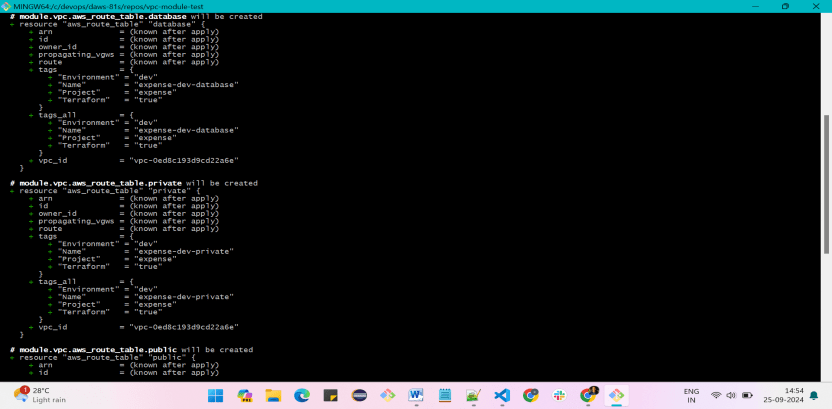 MINGW64:/c/devops/daws-81s/repos/vpc-module-test
# module.vpc.aws_route_table.database will be created
+ resource "aws_route_table" "database" {
+ arn = (known after apply)
+ id = (known after apply)
+ owner_id = (known after apply)
+ propagating_vgws = (known after apply)
+ route = (known after apply)
+ tags = {
+ "Environment" = "dev"
+ "Name" = "expense-dev-database"
+ "Project" = "expense"
+ "Terraform" = "true"
}
+ tags_all = {
+ "Environment" = "dev"
+ "Name" = "expense-dev-database"
+ "Project" = "expense"
+ "Terraform" = "true"
}
+ vpc_id = "vpc-0ed8c193d9cd22a6e"
}
# module.vpc.aws_route_table.private will be created
+ resource "aws_route_table" "private" {
+ arn = (known after apply)
+ id = (known after apply)
+ owner_id = (known after apply)
+ propagating_vgws = (known after apply)
+ route = (known after apply)
+ tags = {
+ "Environment" = "dev"
+ "Name" = "expense-dev-private"
+ "Project" = "expense"
+ "Terraform" = "true"
}
+ tags_all = {
+ "Environment" = "dev"
+ "Name" = "expense-dev-private"
+ "Project" = "expense"
+ "Terraform" = "true"
}
+ vpc_id = "vpc-0ed8c193d9cd22a6e"
}
# module.vpc.aws_route_table.public will be created
+ resource "aws_route_table" "public" {
+ arn = (known after apply)
+ id = (known after apply)
1
28°C
Light rain
PRE
W
ENG
IN
14:54
25-09-2024